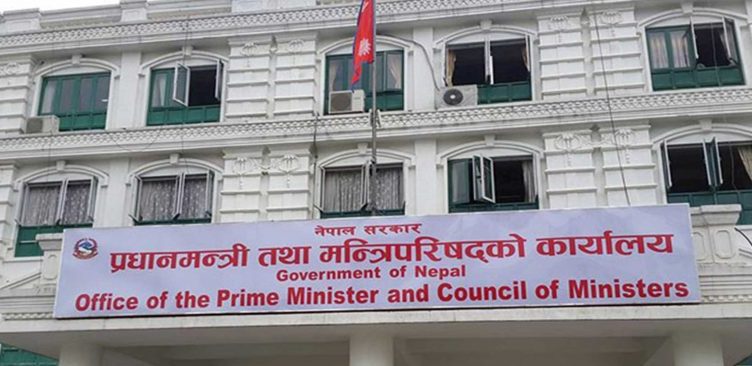 नेपाल सरकार
प्रधानमन्त्री तथा मन्त्रिपरिषद्को कार्यालय
Government of Nepal
Office of the Prime Minister and Council of Ministers